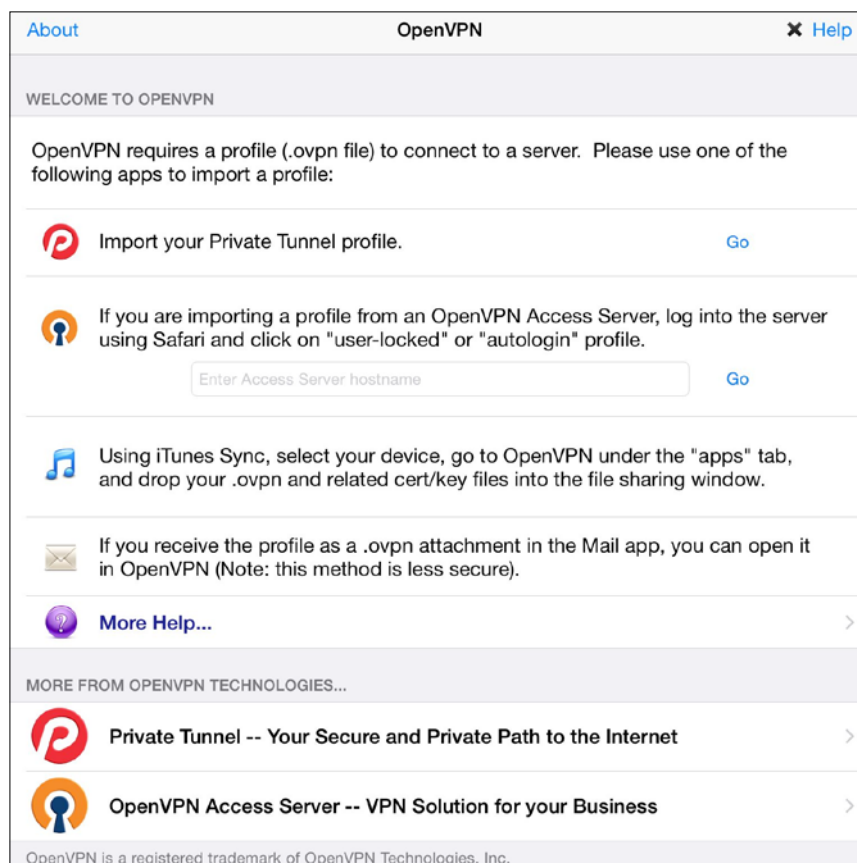 About OpenVPN Help
WELCOME TO OPENVPN
OpenVPN requires a profile (.ovpn file) to connect to a server. Please use one of the
following apps to import a profile:
Import your Private Tunnel profile. Go
If you are importing a profile from an OpenVPN Access Server, log into the server
using Safari and click on "user-locked" or "autologin" profile.
Enter Access Server hostname Go
Using iTunes Sync, select your device, go to OpenVPN under the "apps" tab,
and drop your .ovpn and related cert/key files into the file sharing window.
If you receive the profile as a .ovpn attachment in the Mail app, you can open it
in OpenVPN (Note: this method is less secure).
More Help...
MORE FROM OPENVPN TECHNOLOGIES...
Private Tunnel -- Your Secure and Private Path to the Internet
OpenVPN Access Server -- VPN Solution for your Business
OpenVPN is a registered trademark of OpenVPN Technologies, Inc.